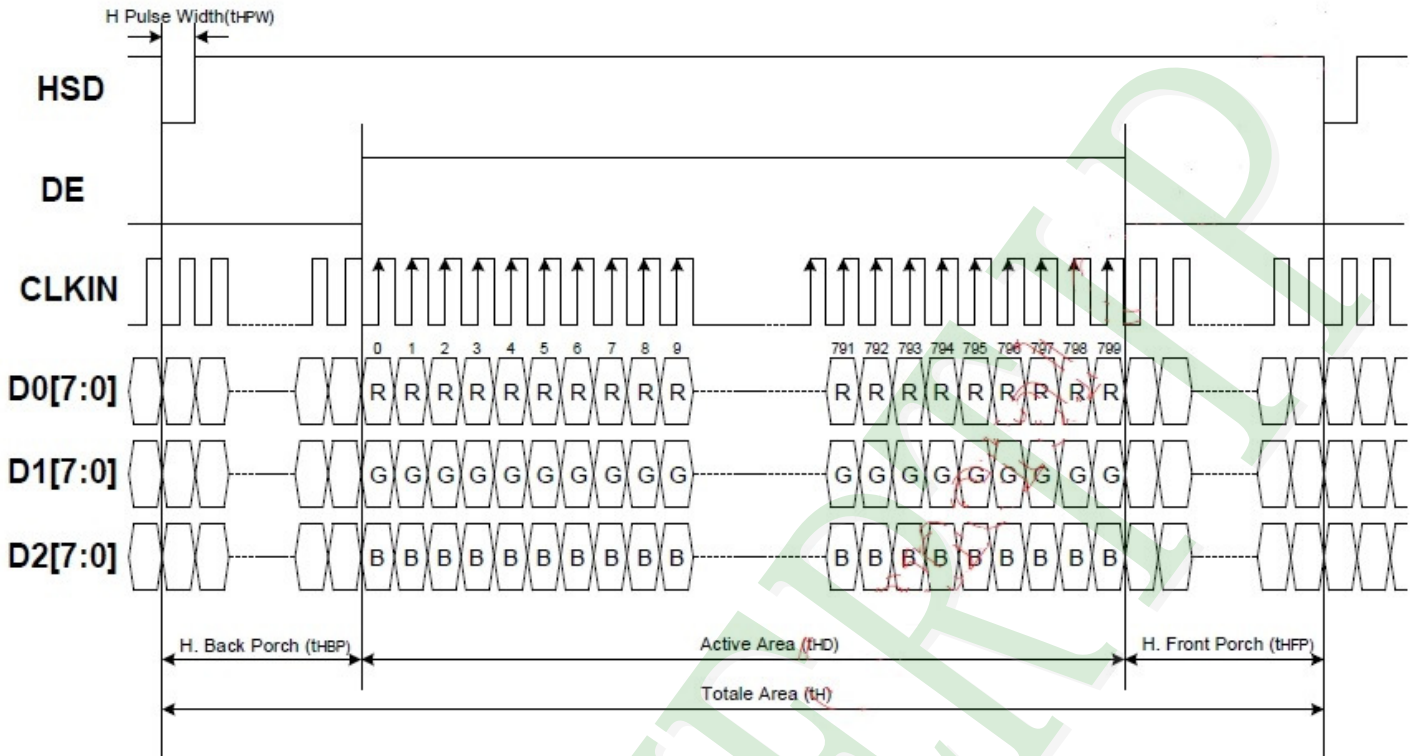 H Pulse Width(tHPW)
HSD
DE
CLKIN
0 1 2 3 4 5 6 7 8 9 791 792 793 794 795 796 797 798 799
D0[7:0] R R R R R R R R R R R R R R R R R R R
D1[7:0] G G G G G G G G G G G G G G G G G G G
D2[7:0] B B B B B B B B B B B B B B B B B B B
H. Back Porch (tHBP) Active Area (tHD) H. Front Porch (tHFP)
Totale Area (tH)